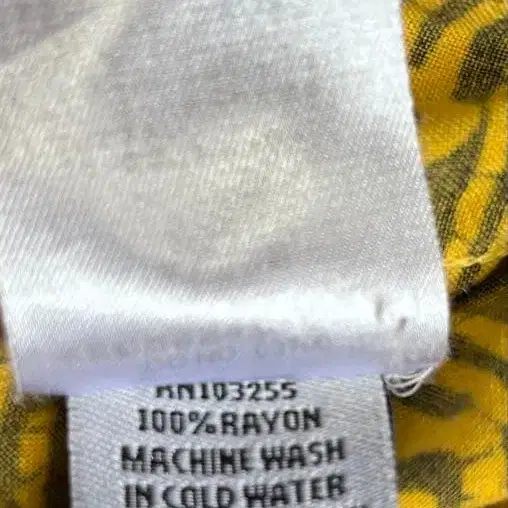 RN103255
100% RAYON
MACHINE WASH
IN COLD WATER